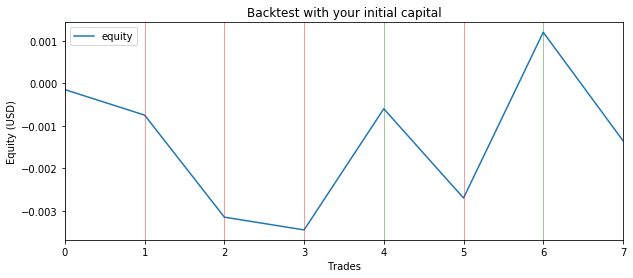 Backtest with your initial capital
equity
0.001
0.000
-0.001
-0.002
-0.003
Equity (USD)
0 1 2 3 4 5 6 7
Trades